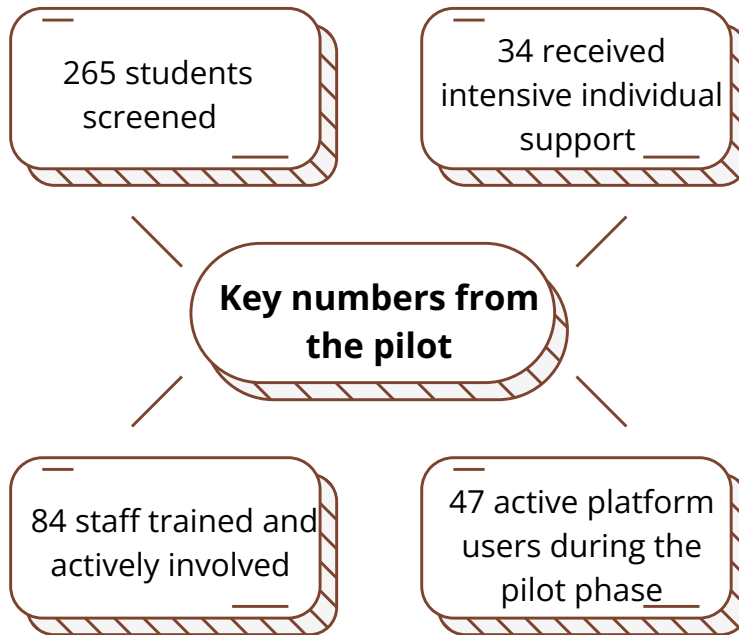 265 students
screened
34 received
intensive individual
support
Key numbers from
the pilot
84 staff trained and
actively involved
47 active platform
users during the
pilot phase